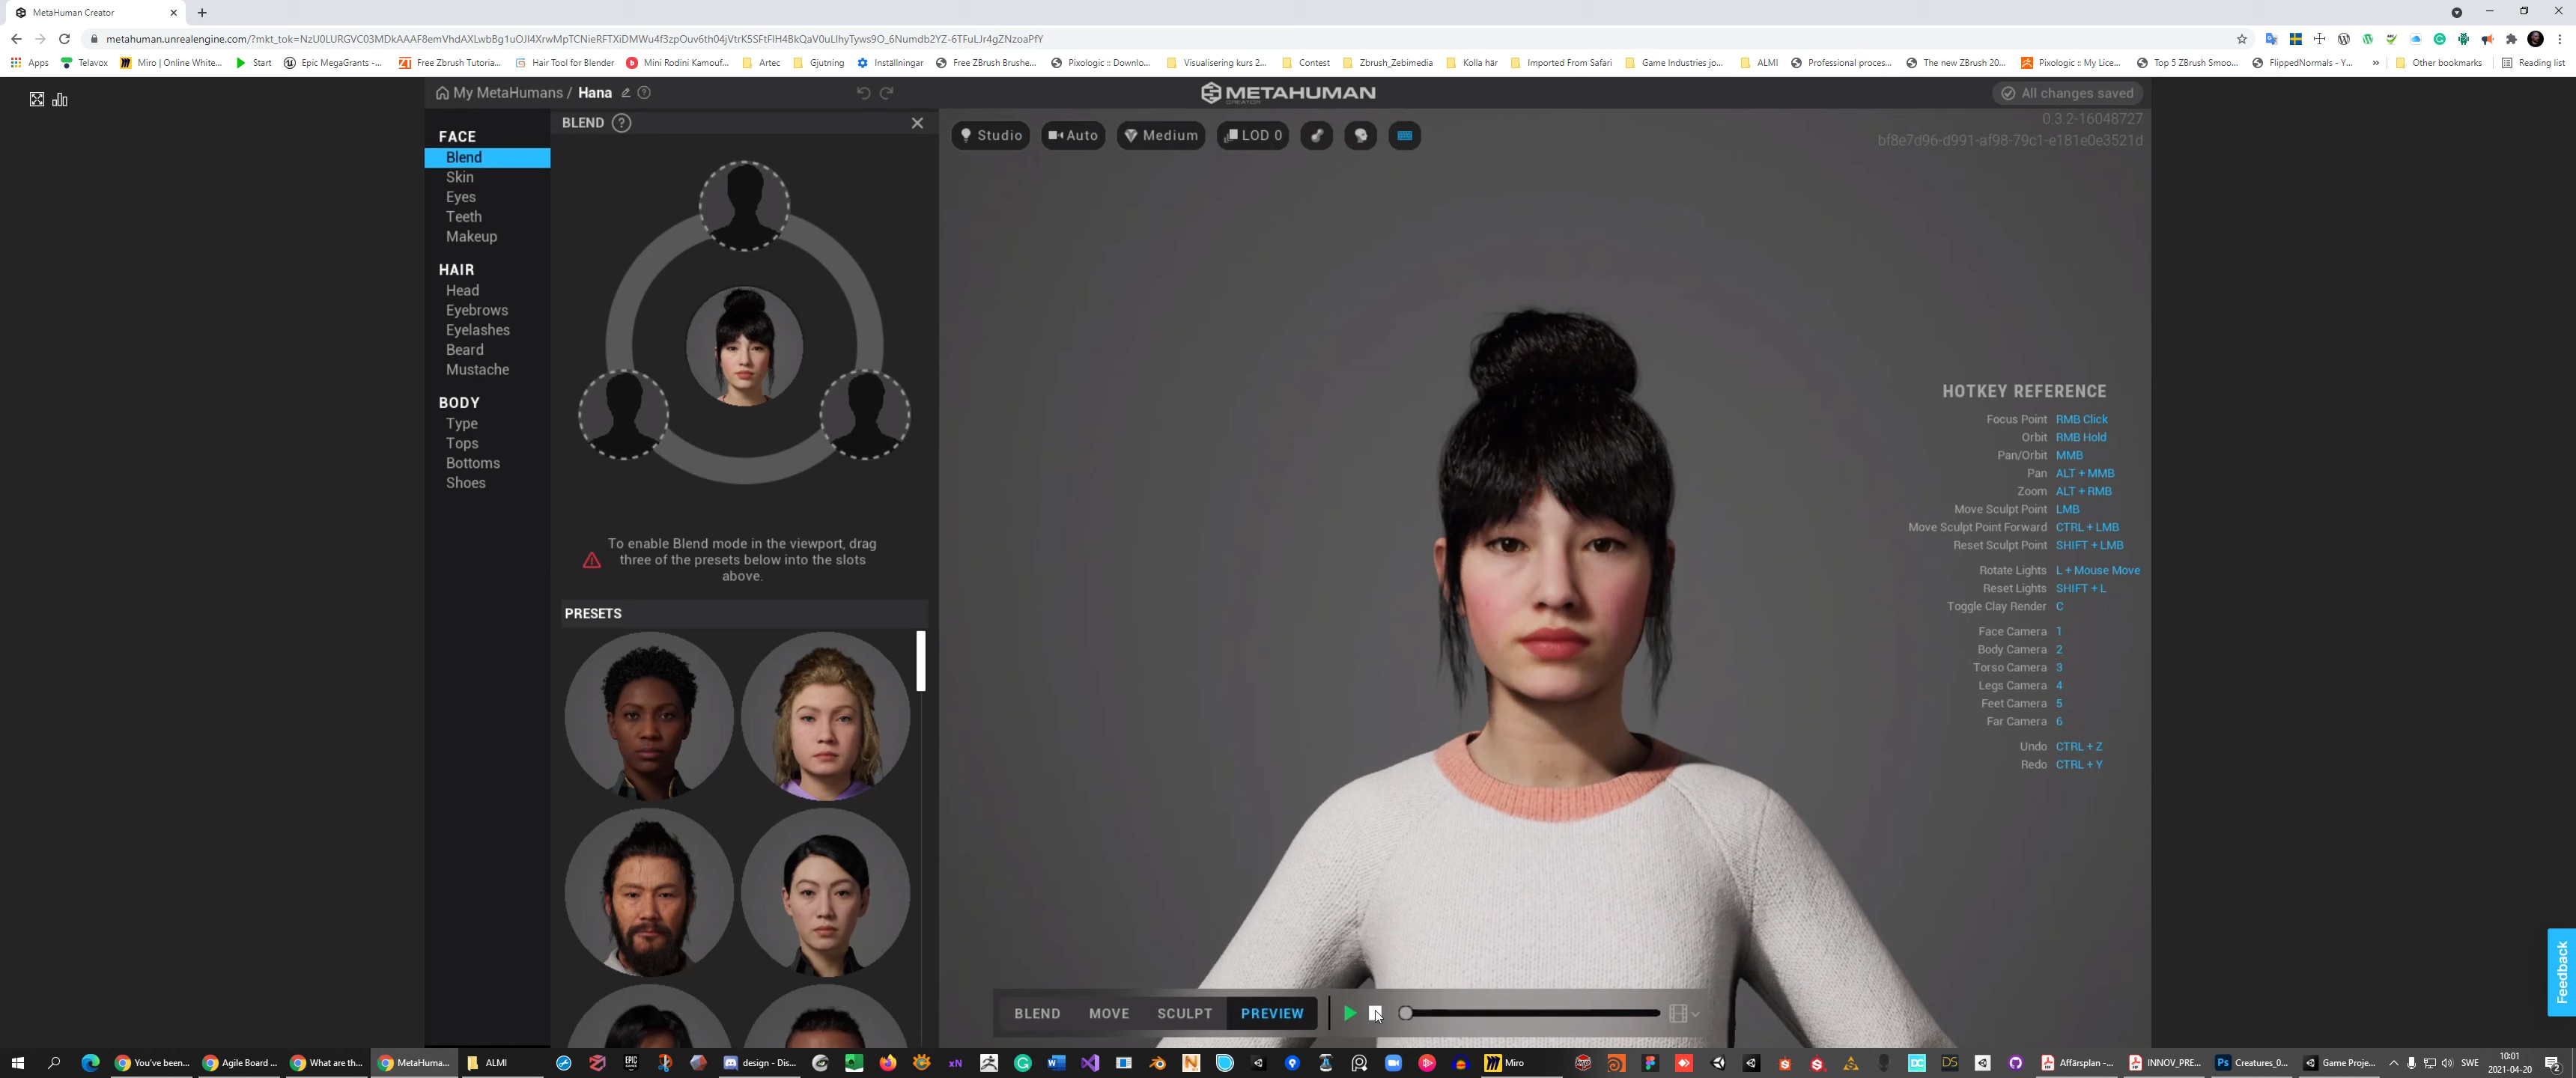 MetaHuman Creator
metahuman.unrealengine.com/?mkt_tok=NzU0LURGVC03MDkAAAF8emVhdAXLwbBg1uOJI4XrwMpTCNieRFTXiDMWu4f3zpOuv6th04jVtrK5SFtFlH4BkQaV0uLlhyTyws9O_6Numdb2YZ-6TFuLJr4gZNzoaPfY
Apps Telavox Miro | Online White... Start Epic MegaGrants -... Free Zbrush Tutoria... Hair Tool for Blender Mini Rodini Kamouf... Artec Gjutning Inställningar Free ZBrush Brushe... Pixologic :: Downlo... Visualisering kurs 2... Contest Zbrush_Zebimedia Kolla här Imported From Safari Game Industries jo... ALMI Professional proces... The new ZBrush 20... Pixologic :: My Lice... Top 5 ZBrush Smoo... FlippedNormals - Y... » Other bookmarks Reading list
My MetaHumans / Hana
METAHUMAN
CREATOR
All changes saved
FACE
Blend
Skin
Eyes
Teeth
Makeup
HAIR
Head
Eyebrows
Eyelashes
Beard
Mustache
BODY
Type
Tops
Bottoms
Shoes
BLEND
To enable Blend mode in the viewport, drag
three of the presets below into the slots
above.
PRESETS
Studio Auto Medium LOD 0
0.3.2-16048727
bf8e7d96-d991-af98-79c1-e181e0e3521d
HOTKEY REFERENCE
Focus Point RMB Click
Orbit RMB Hold
Pan/Orbit MMB
Pan ALT + MMB
Zoom ALT + RMB
Move Sculpt Point LMB
Move Sculpt Point Forward CTRL + LMB
Reset Sculpt Point SHIFT + LMB
Rotate Lights L + Mouse Move
Reset Lights SHIFT + L
Toggle Clay Render C
Face Camera 1
Body Camera 2
Torso Camera 3
Legs Camera 4
Feet Camera 5
Far Camera 6
Undo CTRL + Z
Redo CTRL + Y
BLEND MOVE SCULPT PREVIEW
Feedback
You've been... Agile Board ... What are th... MetaHuma... ALMI EPIC xN design - Dis... Miro DC DS Affärsplan -... INNOV_PRE... Ps Creatures_0... Game Proje... SWE 10:01
2021-04-20
2